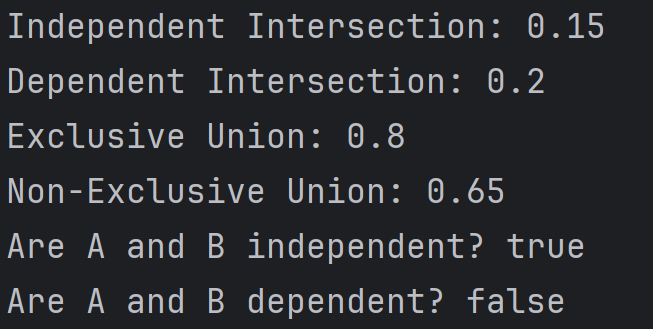 Independent Intersection: 0.15
Dependent Intersection: 0.2
Exclusive Union: 0.8
Non-Exclusive Union: 0.65
Are A and B independent? true
Are A and B dependent? false